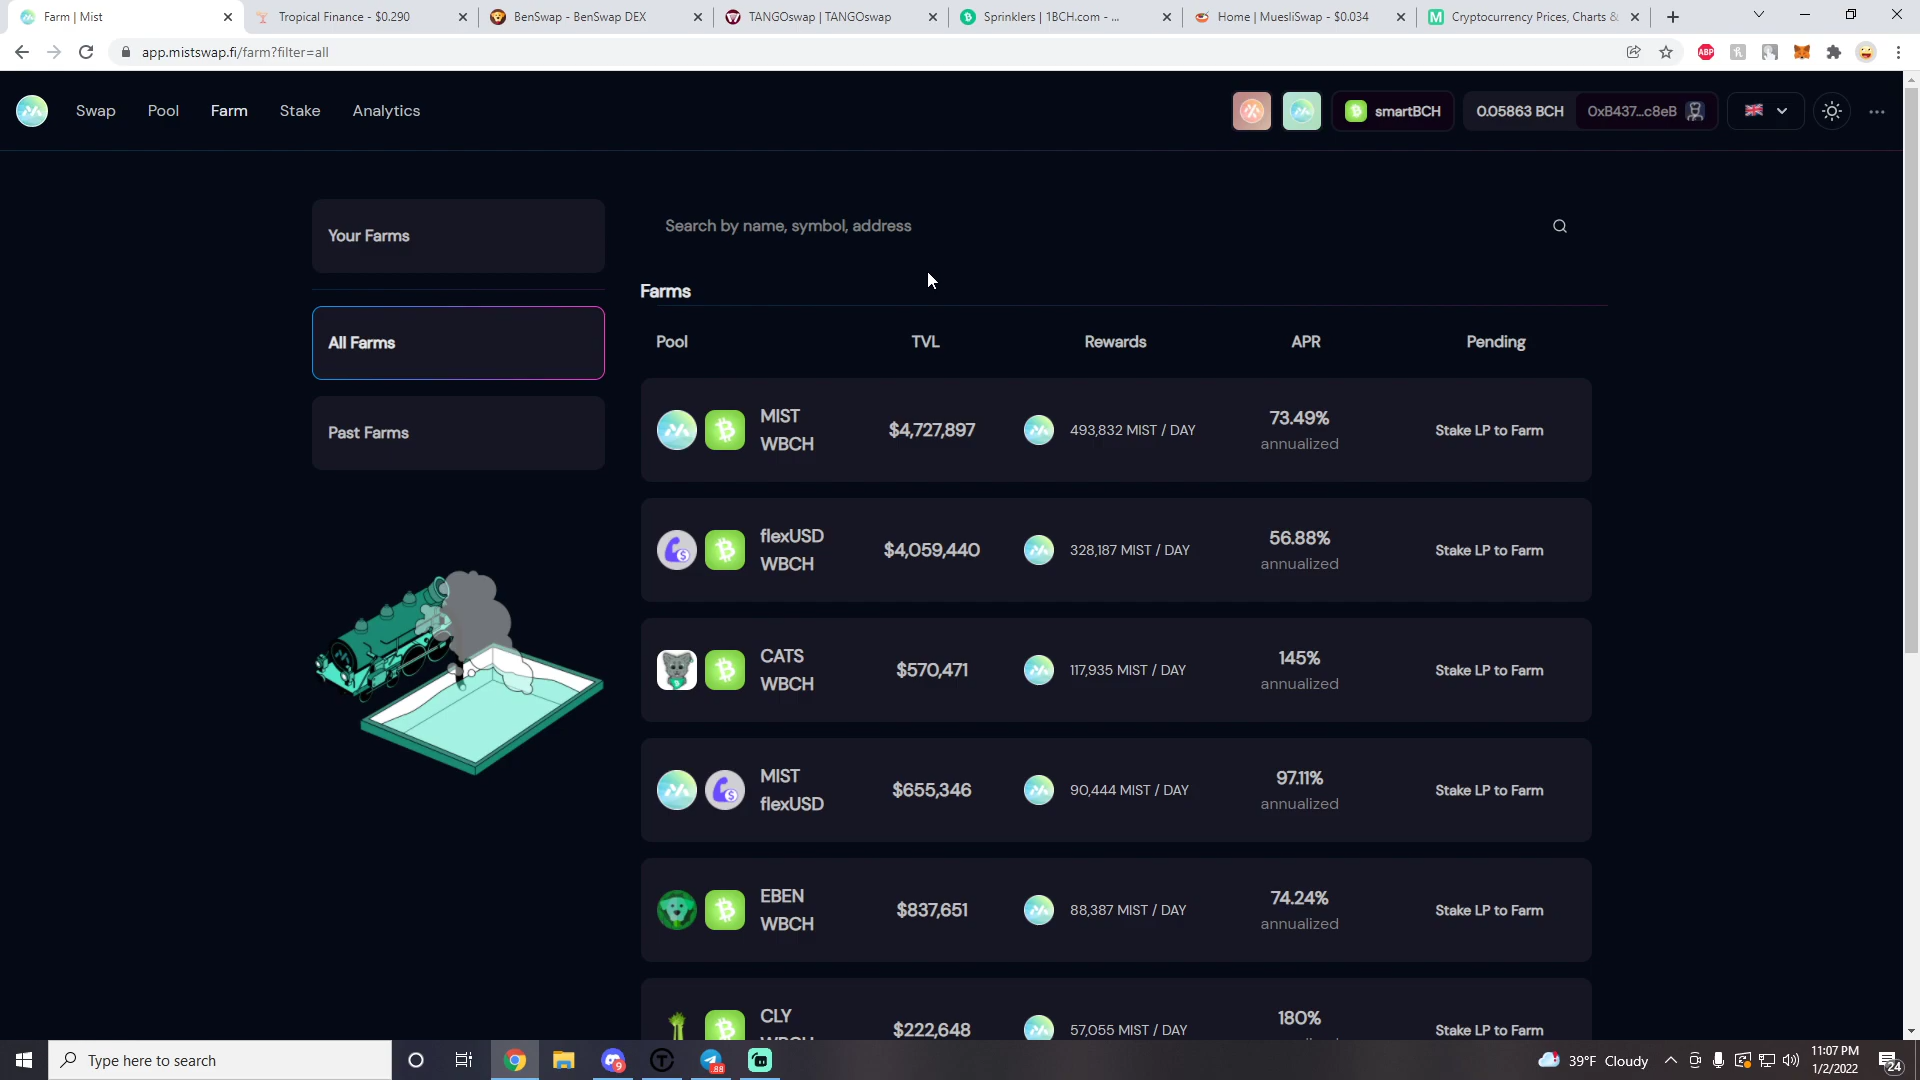 Farm | Mist
Tropical Finance - $0.290
BenSwap - BenSwap DEX
TANGOswap | TANGOswap
Sprinklers | 1BCH.com - ...
Home | MuesliSwap - $0.034
Cryptocurrency Prices, Charts &
app.mistswap.fi/farm?filter=all
ABP
Swap
Pool
Farm
Stake
Analytics
smartBCH
0.05863 BCH
0xB437...c8eB
Your Farms
All Farms
Past Farms
Search by name, symbol, address
Farms
Pool TVL Rewards APR Pending
MIST
WBCH
$4,727,897
493,832 MIST / DAY
73.49%
annualized
Stake LP to Farm
flexUSD
WBCH
$4,059,440
328,187 MIST / DAY
56.88%
annualized
Stake LP to Farm
CATS
WBCH
$570,471
117,935 MIST / DAY
145%
annualized
Stake LP to Farm
MIST
flexUSD
$655,346
90,444 MIST / DAY
97.11%
annualized
Stake LP to Farm
EBEN
WBCH
$837,651
88,387 MIST / DAY
74.24%
annualized
Stake LP to Farm
CLY
WBCH
$222,648
57,055 MIST / DAY
180%
Stake LP to Farm
Type here to search
9
88
39°F Cloudy
11:07 PM
1/2/2022
24